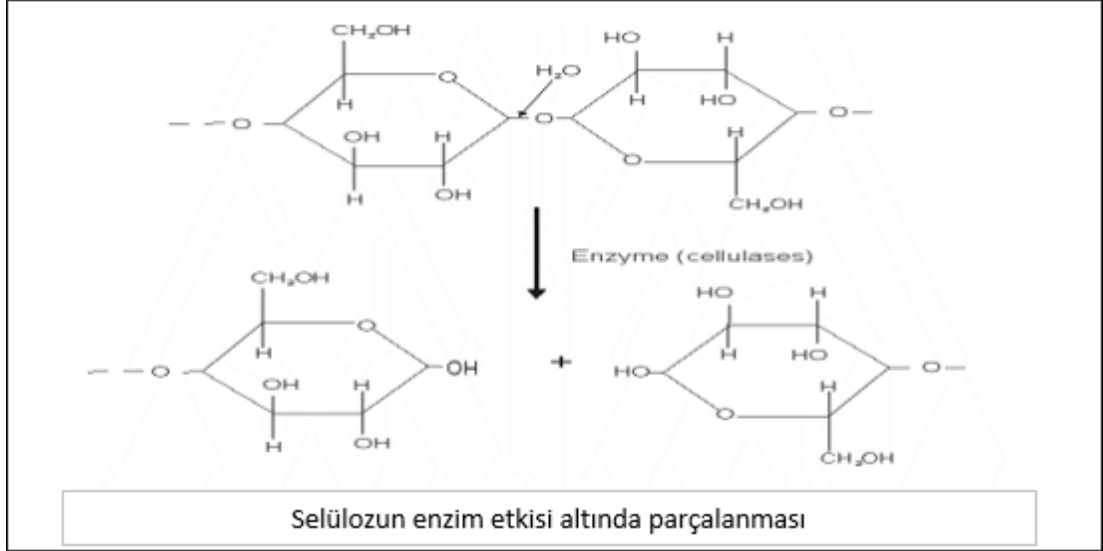 CH₂OH HO H
O H₂O
H H HO
O O O
OH H H
O
H OH CH₂OH
Enzyme (cellulases)
CH₂OH HO H
O
H + H HO
O OH HO O
OH H H
O
H OH CH₂OH
Selülozun enzim etkisi altında parçalanması